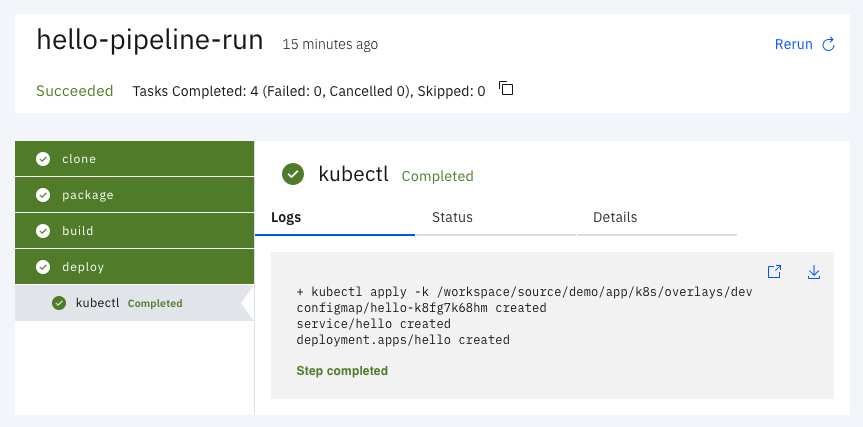 hello-pipeline-run 15 minutes ago Rerun
Succeeded Tasks Completed: 4 (Failed: 0, Cancelled 0), Skipped: 0
clone
package
build
deploy
kubectl Completed
kubectl Completed
Logs Status Details
+ kubectl apply -k /workspace/source/demo/app/k8s/overlays/dev
configmap/hello-k8fg7k68hm created
service/hello created
deployment.apps/hello created
Step completed